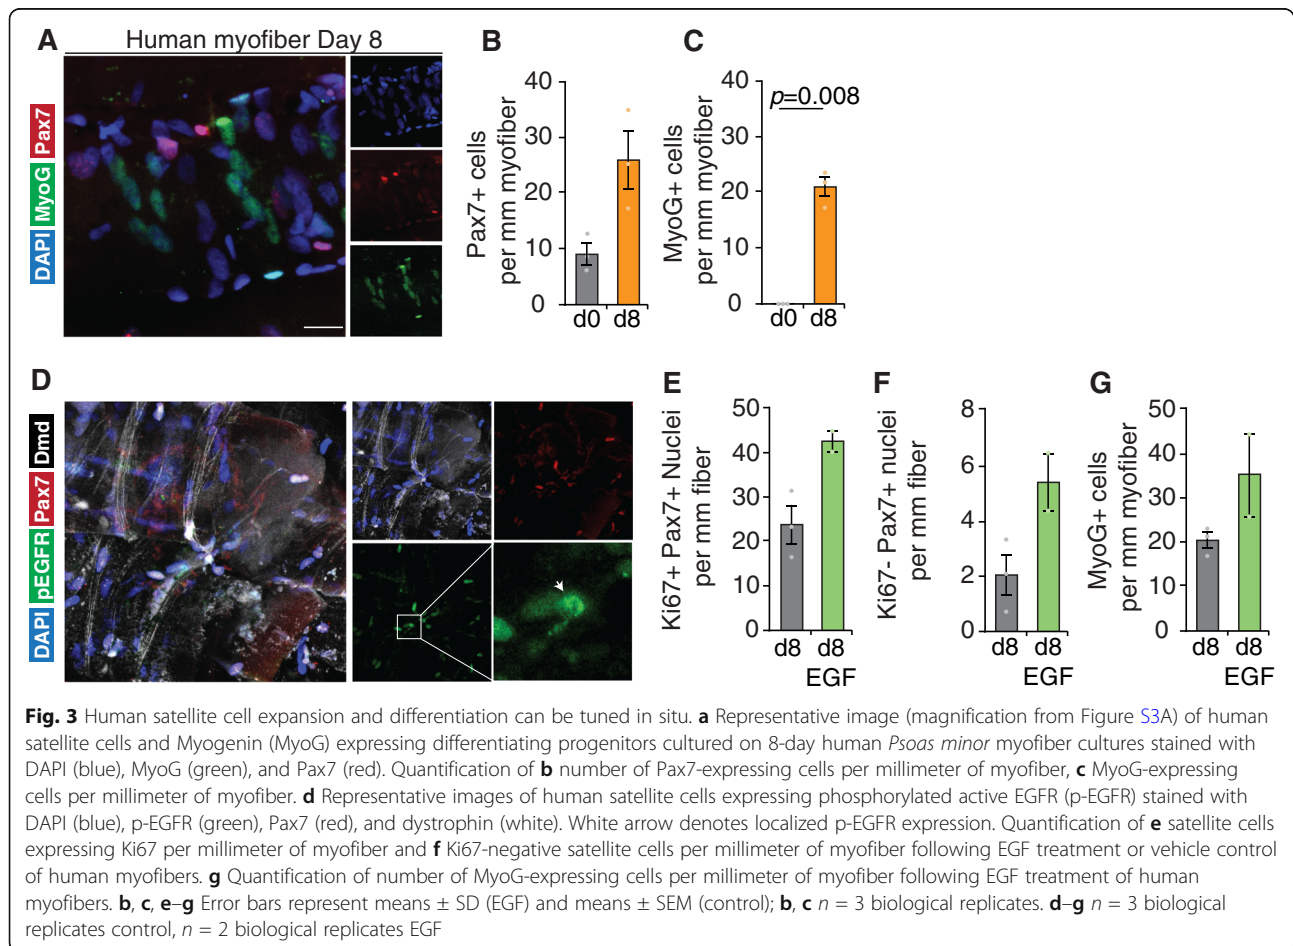 A
Human myofiber Day 8
DAPI MyoG Pax7
B
Pax7+ cells
per mm myofiber
40
30
20
10
0
d0 d8
C
MyoG+ cells
per mm myofiber
40
30
20
10
0
p=0.008
d0 d8
D
DAPI pEGFR Pax7 Dmd
E
Ki67+ Pax7+ Nuclei
per mm fiber
50
40
30
20
10
0
d8 d8
EGF
F
Ki67- Pax7+ nuclei
per mm fiber
8
6
4
2
0
d8 d8
EGF
G
MyoG+ cells
per mm myofiber
50
40
30
20
10
0
d8 d8
EGF
Fig. 3 Human satellite cell expansion and differentiation can be tuned in situ. a Representative image (magnification from Figure S3A) of human
satellite cells and Myogenin (MyoG) expressing differentiating progenitors cultured on 8-day human Psoas minor myofiber cultures stained with
DAPI (blue), MyoG (green), and Pax7 (red). Quantification of b number of Pax7-expressing cells per millimeter of myofiber, c MyoG-expressing
cells per millimeter of myofiber. d Representative images of human satellite cells expressing phosphorylated active EGFR (p-EGFR) stained with
DAPI (blue), p-EGFR (green), Pax7 (red), and dystrophin (white). White arrow denotes localized p-EGFR expression. Quantification of e satellite cells
expressing Ki67 per millimeter of myofiber and f Ki67-negative satellite cells per millimeter of myofiber following EGF treatment or vehicle control
of human myofibers. g Quantification of number of MyoG-expressing cells per millimeter of myofiber following EGF treatment of human
myofibers. b, c, e–g Error bars represent means ± SD (EGF) and means ± SEM (control); b, c n = 3 biological replicates. d–g n = 3 biological
replicates control, n = 2 biological replicates EGF